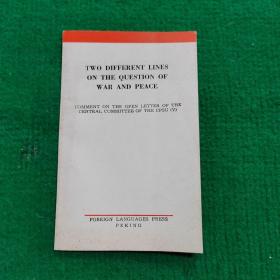 TWO DIFFERENT LINES
ON THE QUESTION OF
WAR AND PEACE
COMMENT ON THE OPEN LETTER OF THE
CENTRAL COMMITTEE OF THE CPSU (V)
FOREIGN LANGUAGES PRESS
PEKING